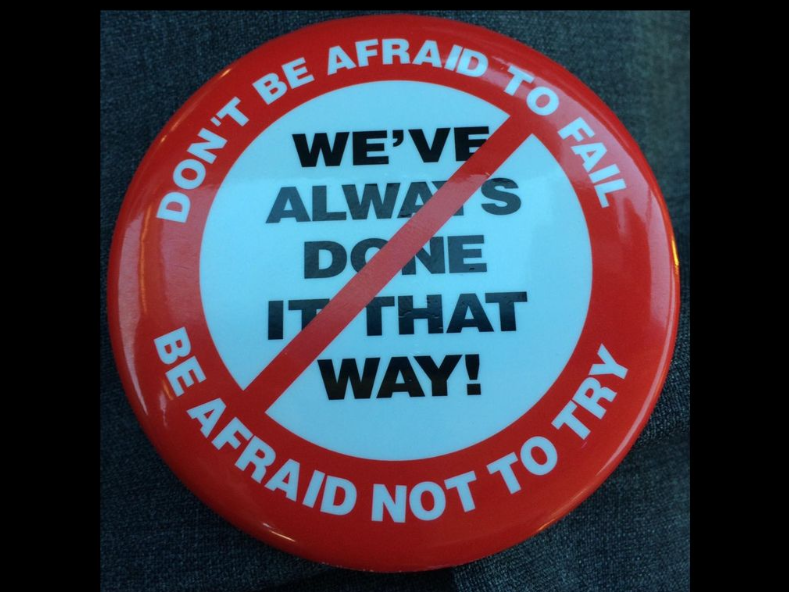 DON'T BE AFRAID TO FAIL
WE'VE
ALWAYS
DONE
IT THAT
WAY!
BE AFRAID NOT TO TRY